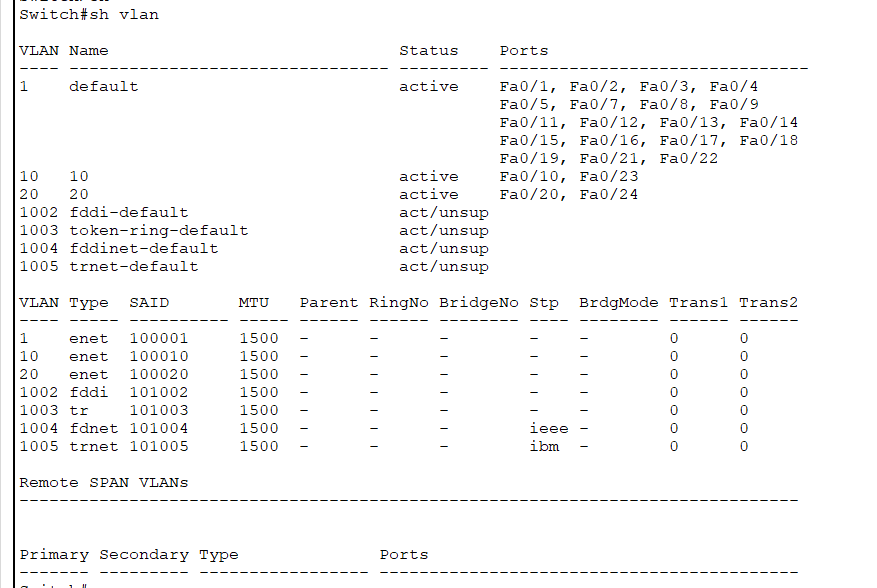 Switch#sh vlan
VLAN Name                             Status    Ports
---- -------------------------------- --------- -------------------------------
1    default                          active    Fa0/1, Fa0/2, Fa0/3, Fa0/4
                                                Fa0/5, Fa0/7, Fa0/8, Fa0/9
                                                Fa0/11, Fa0/12, Fa0/13, Fa0/14
                                                Fa0/15, Fa0/16, Fa0/17, Fa0/18
                                                Fa0/19, Fa0/21, Fa0/22
10   10                               active    Fa0/10, Fa0/23
20   20                               active    Fa0/20, Fa0/24
1002 fddi-default                     act/unsup
1003 token-ring-default               act/unsup
1004 fddinet-default                  act/unsup
1005 trnet-default                    act/unsup
VLAN Type  SAID       MTU   Parent RingNo BridgeNo Stp  BrdgMode Trans1 Trans2
---- ----- ---------- ----- ------ ------ -------- ---- -------- ------ ------
1    enet  100001     1500  -      -      -        -    -        0      0
10   enet  100010     1500  -      -      -        -    -        0      0
20   enet  100020     1500  -      -      -        -    -        0      0
1002 fddi  101002     1500  -      -      -        -    -        0      0
1003 tr    101003     1500  -      -      -        -    -        0      0
1004 fdnet 101004     1500  -      -      -        ieee -        0      0
1005 trnet 101005     1500  -      -      -        ibm  -        0      0
Remote SPAN VLANs
------------------------------------------------------------------------------
Primary Secondary Type              Ports
------- --------- ----------------- ------------------------------------------